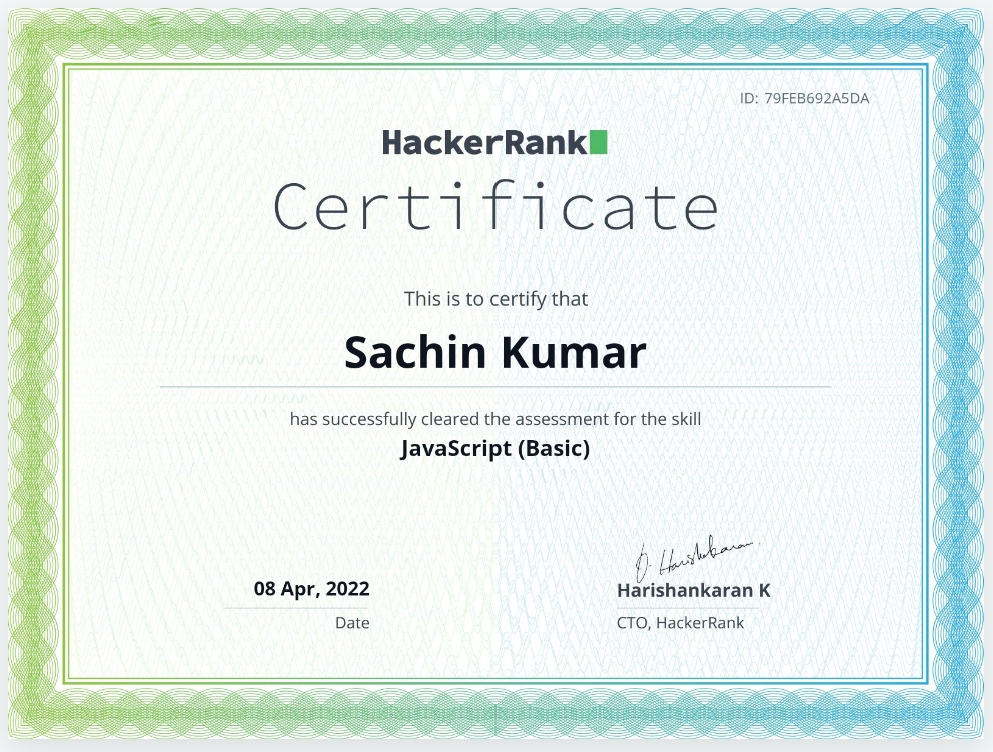 ID: 79FEB692A5DA
HackerRank
Certificate
This is to certify that
Sachin Kumar
has successfully cleared the assessment for the skill
JavaScript (Basic)
08 Apr, 2022
Date
Harishankaran K
CTO, HackerRank